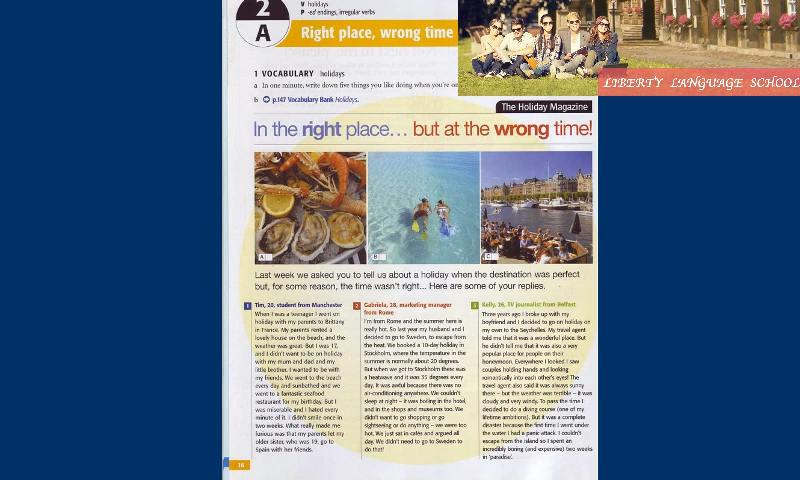 2
A
V holidays
P -ed endings, irregular verbs
Right place, wrong time
LIBERTY LANGUAGE SCHOOL
1 VOCABULARY holidays
a In one minute, write down five things you like doing when you're on
b p.147 Vocabulary Bank Holidays.
The Holiday Magazine
In the right place... but at the wrong time!
A
B
C
Last week we asked you to tell us about a holiday when the destination was perfect
but, for some reason, the time wasn't right... Here are some of your replies.
1 Tim, 20, student from Manchester
When I was a teenager I went on
holiday with my parents to Brittany
in France. My parents rented a
lovely house on the beach, and the
weather was great. But I was 17,
and I didn't want to be on holiday
with my mum and dad and my
little brother. I wanted to be with
my friends. We went to the beach
every day and sunbathed and we
went to a fantastic seafood
restaurant for my birthday. But I
was miserable and I hated every
minute of it. I didn't smile once in
two weeks. What really made me
furious was that my parents let my
older sister, who was 19, go to
Spain with her friends.
2 Gabriela, 28, marketing manager
from Rome
I'm from Rome and the summer here is
really hot. So last year my husband and I
decided to go to Sweden, to escape from
the heat. We booked a 10-day holiday in
Stockholm, where the temperature in the
summer is normally about 20 degrees.
But when we got to Stockholm there was
a heatwave and it was 35 degrees every
day. It was awful because there was no
air-conditioning anywhere. We couldn't
sleep at night – it was boiling in the hotel,
and in the shops and museums too. We
didn't want to go shopping or go
sightseeing or do anything – we were too
hot. We just sat in cafés and argued all
day. We didn't need to go to Sweden to
do that!
3 Kelly, 26, TV journalist from Belfast
Three years ago I broke up with my
boyfriend and I decided to go on holiday on
my own to the Seychelles. My travel agent
told me that it was a wonderful place. But
he didn't tell me that it was also a very
popular place for people on their
honeymoon. Everywhere I looked I saw
couples holding hands and looking
romantically into each other's eyes! The
travel agent also said it was always sunny
there – but the weather was terrible – it was
cloudy and very windy. To pass the time I
decided to do a diving course (one of my
lifetime ambitions). But it was a complete
disaster because the first time I went under
the water I had a panic attack. I couldn't
escape from the island so I spent an
incredibly boring (and expensive) two weeks
in 'paradise'.
16